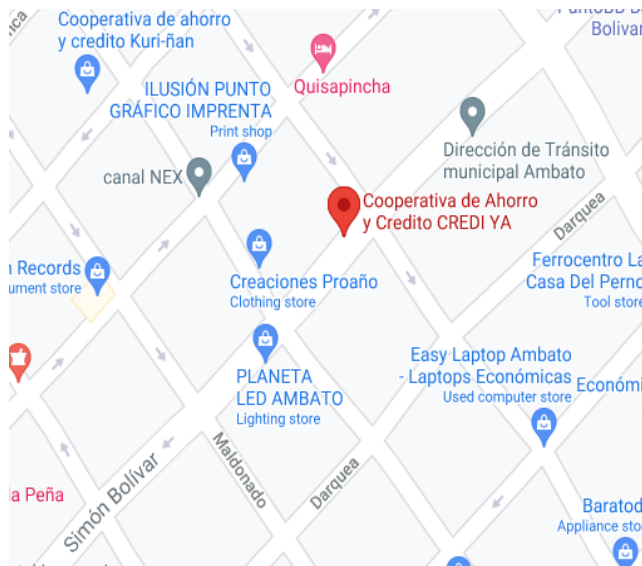 Cooperativa de ahorro
y credito Kuri-ñan
Bolivar
Quisapincha
ILUSIÓN PUNTO
GRÁFICO IMPRENTA
Print shop
canal NEX
Dirección de Tránsito
municipal Ambato
Cooperativa de Ahorro
y Credito CREDI YA
Darquea
Records
ument store
Creaciones Proaño
Clothing store
Ferrocentro La
Casa Del Perno
Tool store
PLANETA
LED AMBATO
Lighting store
Easy Laptop Ambato
- Laptops Económicas
Used computer store
Económi
Maldonado
Darquea
Simón Bolívar
la Peña
Baratod
Appliance sto